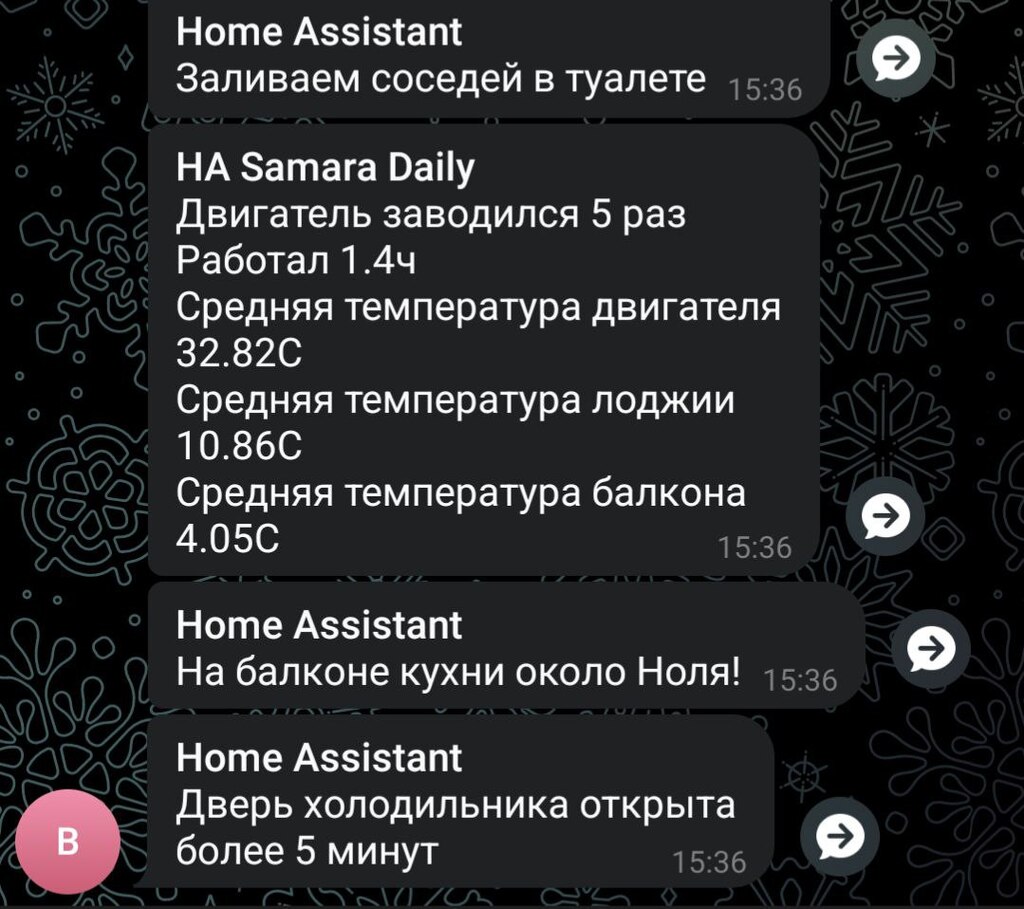 Home Assistant
Заливаем соседей в туалете 15:36
HA Samara Daily
Двигатель заводился 5 раз
Работал 1.4ч
Средняя температура двигателя
32.82C
Средняя температура лоджии
10.86C
Средняя температура балкона
4.05C 15:36
Home Assistant
На балконе кухни около Ноля! 15:36
Home Assistant
Дверь холодильника открыта
более 5 минут 15:36
В